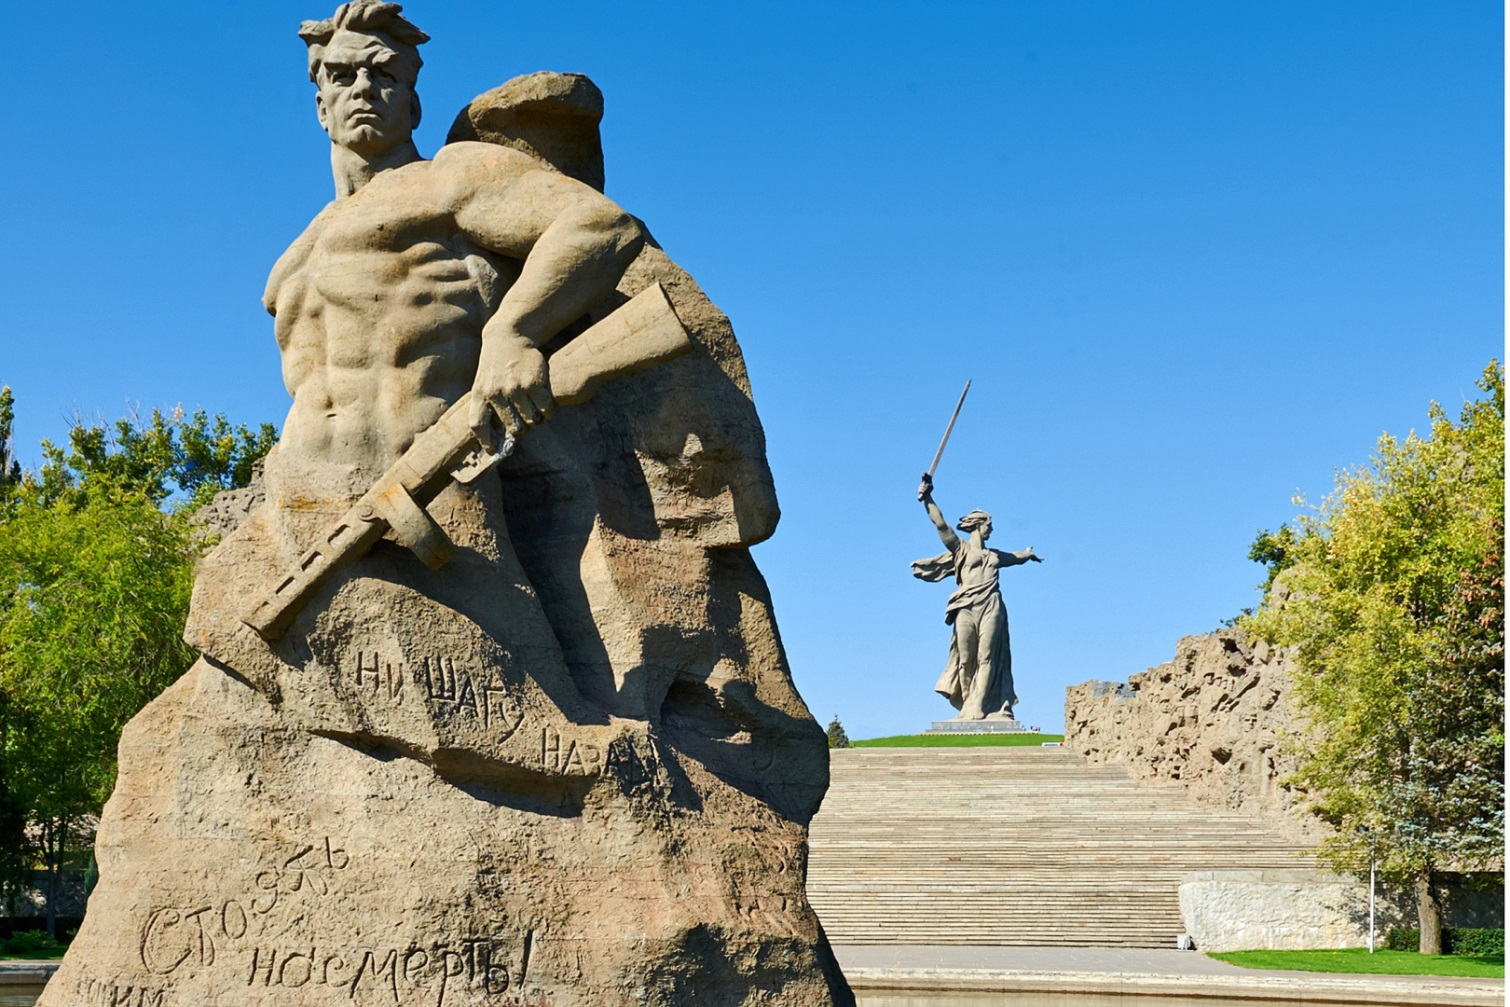 ни шагу
назад
Стоять
насмерть!